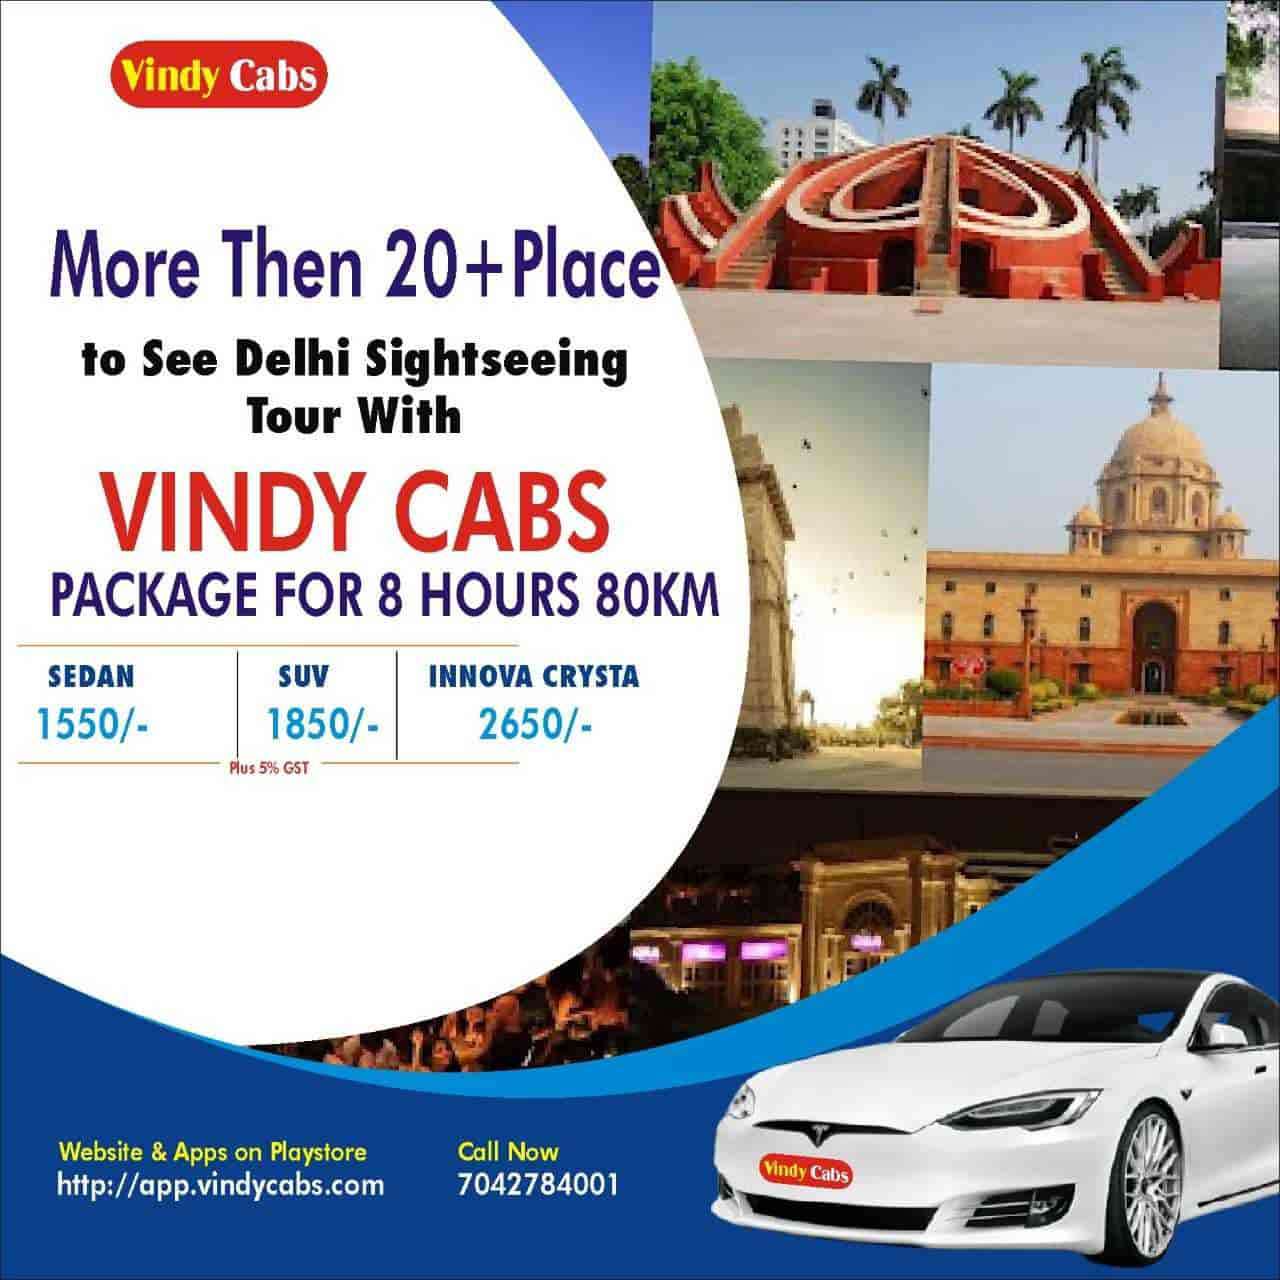 Vindy Cabs
More Then 20+Place
to See Delhi Sightseeing
Tour With
VINDY CABS
PACKAGE FOR 8 HOURS 80KM
SEDAN SUV INNOVA CRYSTA
1550/- 1850/- 2650/-
Plus 5% GST
Website & Apps on Playstore
http://app.vindycabs.com
Call Now
7042784001
Vindy Cabs